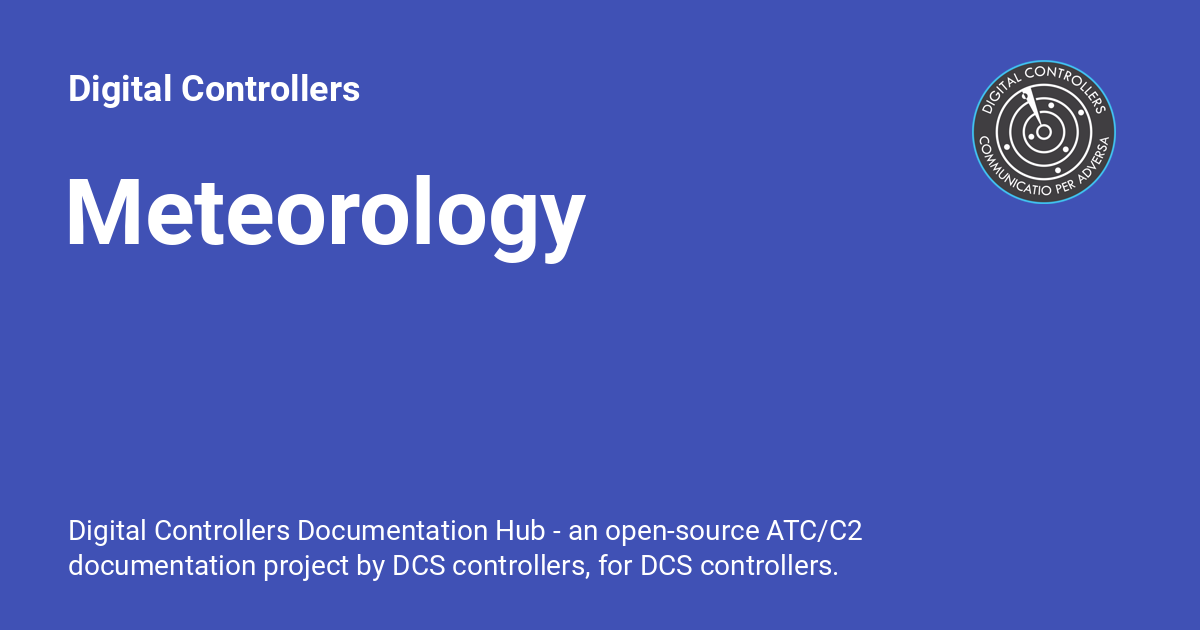 Digital Controllers
DIGITAL CONTROLLERS
COMMUNICATIO PER ADVERSA
Meteorology
Digital Controllers Documentation Hub - an open-source ATC/C2
documentation project by DCS controllers, for DCS controllers.